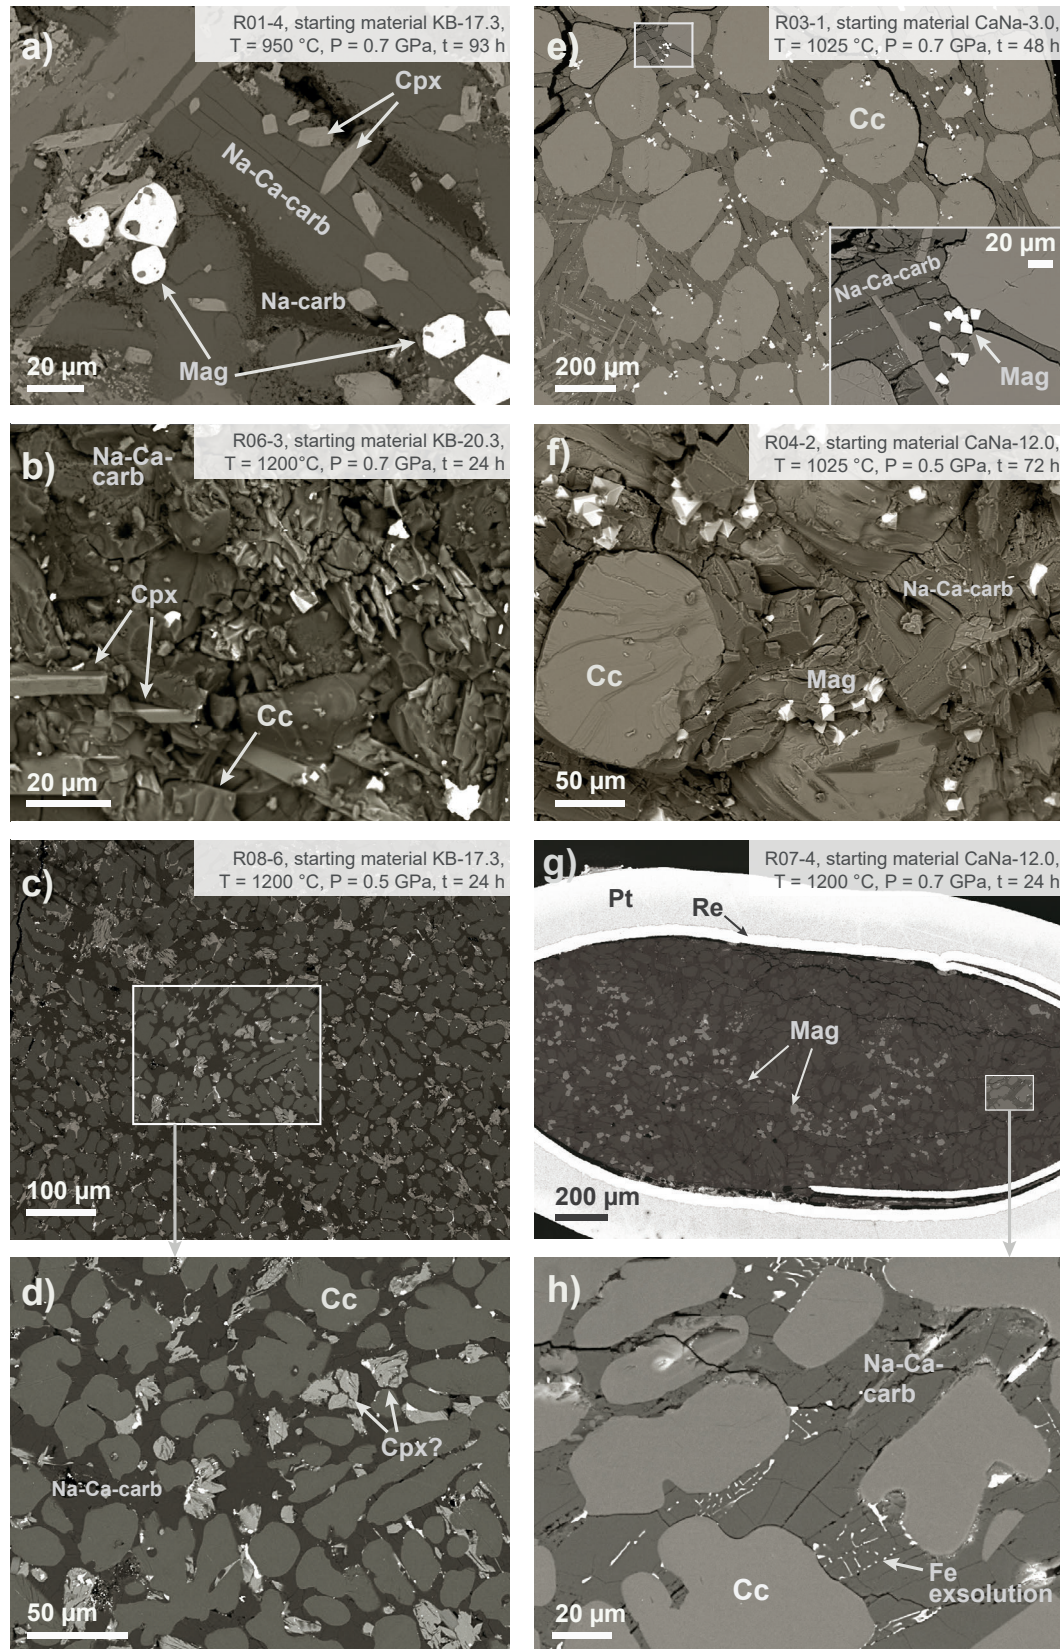 a)
R01-4, starting material KB-17.3,
T = 950 °C, P = 0.7 GPa, t = 93 h
Cpx
Na-Ca-carb
Na-carb
Mag
20 µm
e)
R03-1, starting material CaNa-3.0,
T = 1025 °C, P = 0.7 GPa, t = 48 h
Cc
20 µm
Na-Ca-carb
Mag
200 µm
b)
R06-3, starting material KB-20.3,
T = 1200°C, P = 0.7 GPa, t = 24 h
Na-Ca-
carb
Cpx
Cc
20 µm
f)
R04-2, starting material CaNa-12.0,
T = 1025 °C, P = 0.5 GPa, t = 72 h
Na-Ca-carb
Cc
Mag
50 µm
c)
R08-6, starting material KB-17.3,
T = 1200 °C, P = 0.5 GPa, t = 24 h
100 µm
g)
R07-4, starting material CaNa-12.0,
T = 1200 °C, P = 0.7 GPa, t = 24 h
Pt
Re
Mag
200 µm
d)
Cc
Cpx?
Na-Ca-carb
50 µm
h)
Na-Ca-
carb
Fe
exsolution
Cc
20 µm